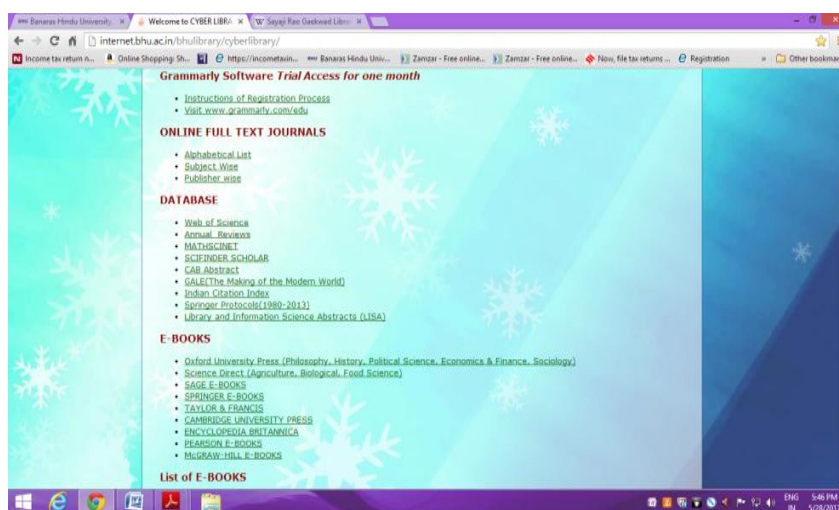 Banaras Hindu University
Welcome to CYBER LIBRA
Sayaji Rao Gaekwad Libra
internet.bhu.ac.in/bhulibrary/cyberlibrary/
Income tax return n... Online Shopping: Sh... https://incometaxin... Banaras Hindu Univ... Zamzar - Free online... Zamzar - Free online... Now, file tax returns ... Registration » Other bookmar
Grammarly Software Trial Access for one month
• Instructions of Registration Process
• Visit www.grammarly.com/edu
ONLINE FULL TEXT JOURNALS
• Alphabetical List
• Subject Wise
• Publisher wise
DATABASE
• Web of Science
• Annual Reviews
• MATHSCINET
• SCIFINDER SCHOLAR
• CAB Abstract
• GALE(The Making of the Modern World)
• Indian Citation Index
• Springer Protocols(1980-2013)
• Library and Information Science Abstracts (LISA)
E-BOOKS
• Oxford University Press (Philosophy, History, Political Science, Economics & Finance, Sociology)
• Science Direct (Agriculture, Biological, Food Science)
• SAGE E-BOOKS
• SPRINGER E-BOOKS
• TAYLOR & FRANCIS
• CAMBRIDGE UNIVERSITY PRESS
• ENCYCLOPEDIA BRITANNICA
• PEARSON E-BOOKS
• McGRAW-HILL E-BOOKS
List of E-BOOKS
ENG 5:46 PM
IN